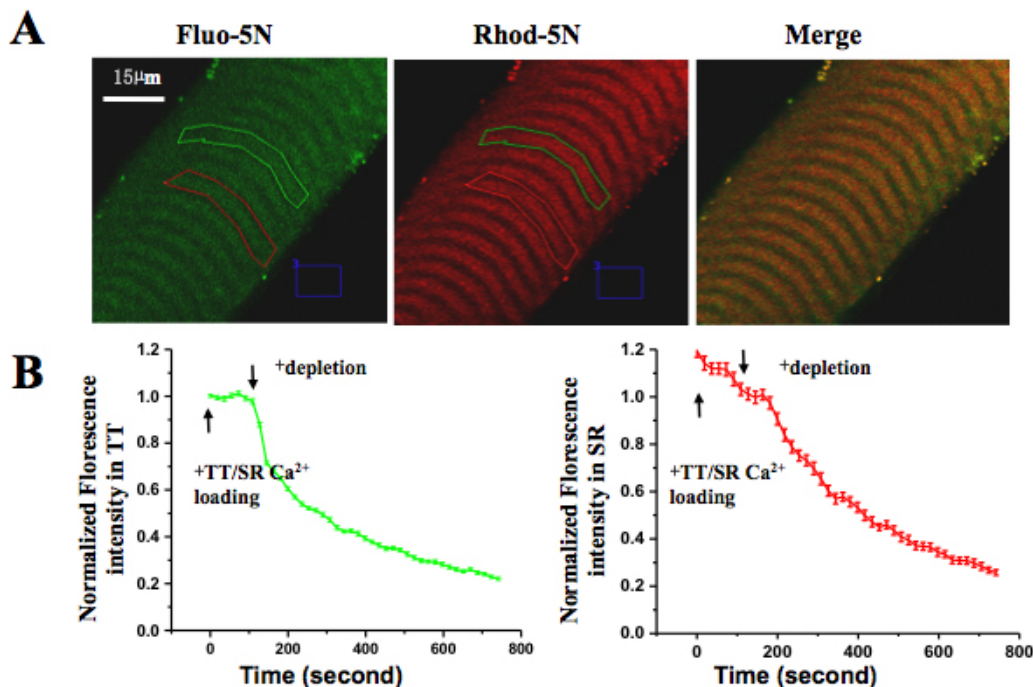 A
Fluo-5N
Rhod-5N
Merge
15μm
3
3
B
Normalized Florescence
intensity in TT
1.2
1.0
0.8
0.6
0.4
0.2
0.0
+depletion
+TT/SR Ca²⁺
loading
0
200
400
600
800
Time (second)
Normalized Florescence
intensity in SR
1.2
1.0
0.8
0.6
0.4
0.2
0.0
+depletion
+TT/SR Ca²⁺
loading
0
200
400
600
800
Time (second)